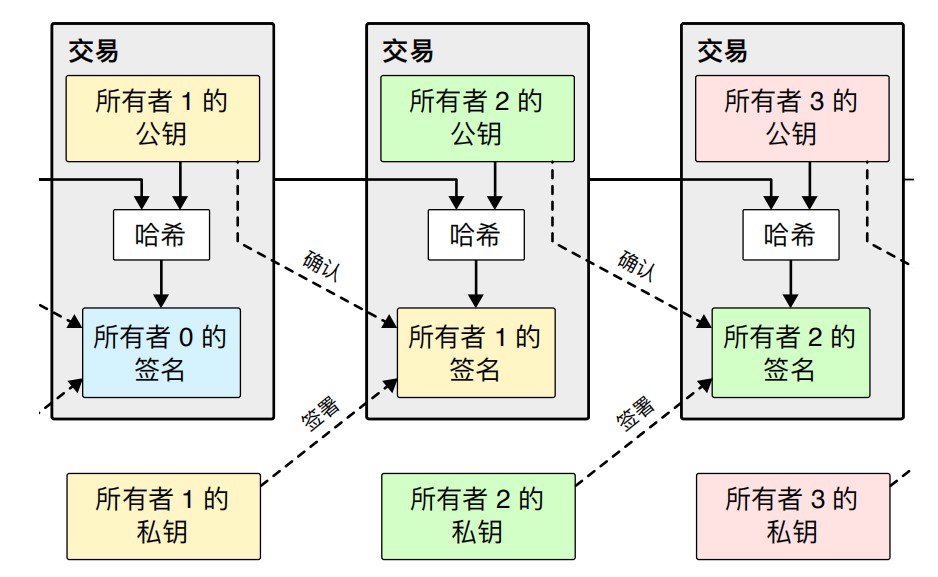 交易
所有者 1 的
公钥
哈希
所有者 0 的
签名
确认
签署
所有者 1 的
私钥
交易
所有者 2 的
公钥
哈希
所有者 1 的
签名
确认
签署
所有者 2 的
私钥
交易
所有者 3 的
公钥
哈希
所有者 2 的
签名
所有者 3 的
私钥